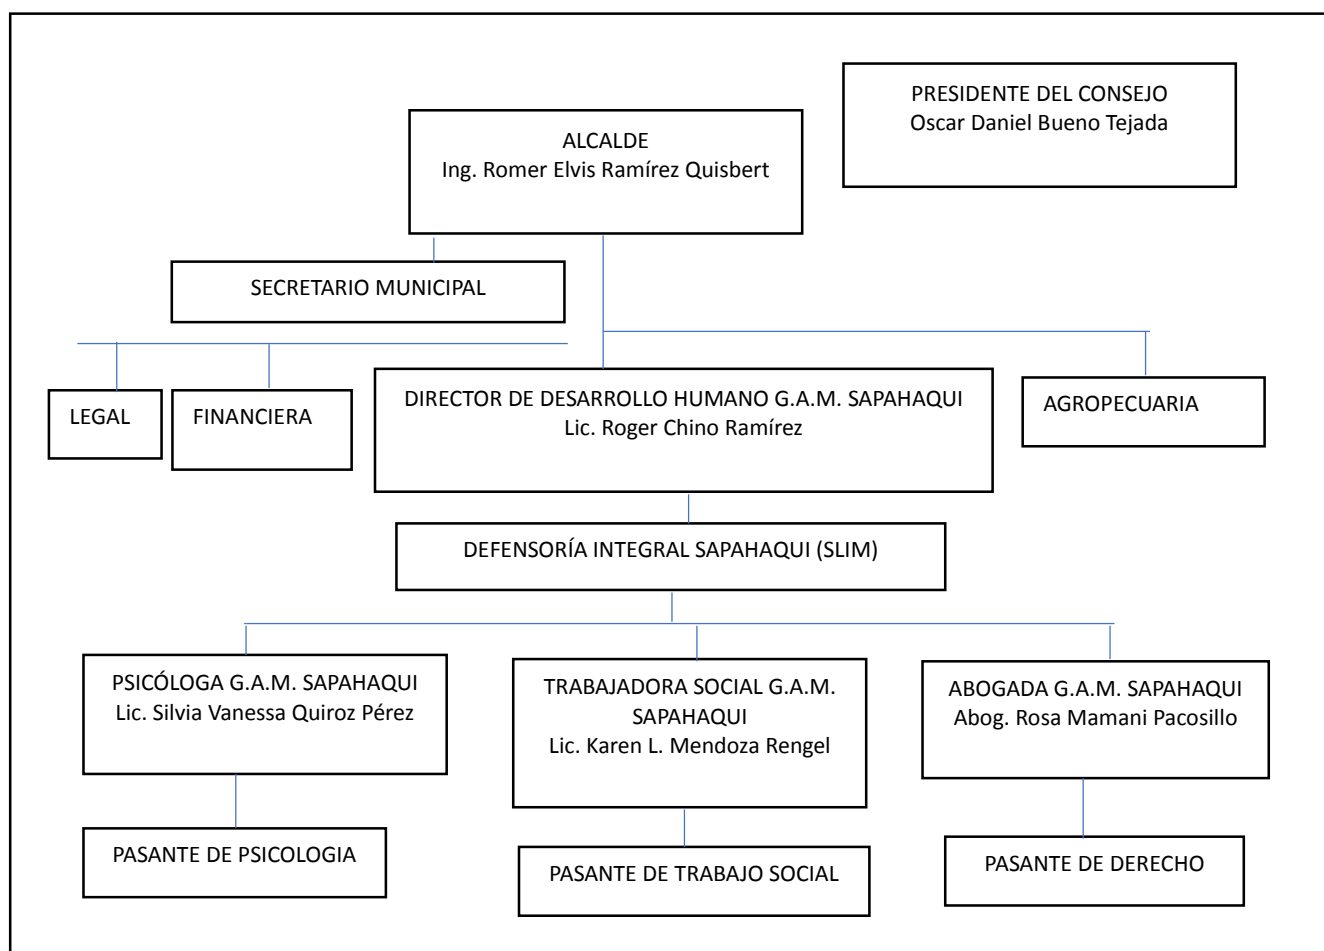 PRESIDENTE DEL CONSEJO
Oscar Daniel Bueno Tejada
ALCALDE
Ing. Romer Elvis Ramírez Quisbert
SECRETARIO MUNICIPAL
LEGAL
FINANCIERA
DIRECTOR DE DESARROLLO HUMANO G.A.M. SAPAHAQUI
Lic. Roger Chino Ramírez
AGROPECUARIA
DEFENSORÍA INTEGRAL SAPAHAQUI (SLIM)
PSICÓLOGA G.A.M. SAPAHAQUI
Lic. Silvia Vanessa Quiroz Pérez
TRABAJADORA SOCIAL G.A.M.
SAPAHAQUI
Lic. Karen L. Mendoza Rengel
ABOGADA G.A.M. SAPAHAQUI
Abog. Rosa Mamani Pacosillo
PASANTE DE PSICOLOGIA
PASANTE DE TRABAJO SOCIAL
PASANTE DE DERECHO